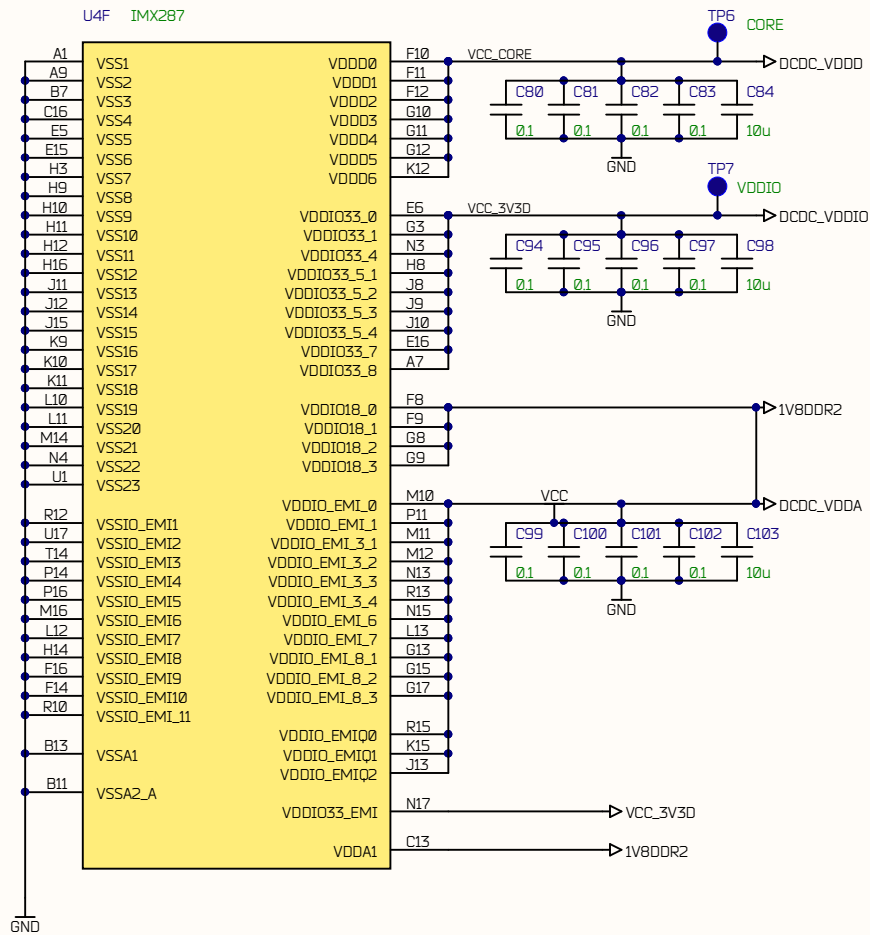 U4F IMX287
TP6 CORE
A1 VSS1 VDDD0 F10 VCC_CORE DCDC_VDDD
A9 VSS2 VDDD1 F11
B7 VSS3 VDDD2 F12 C80 C81 C82 C83 C84
C16 VSS4 VDDD3 G10
E5 VSS5 VDDD4 G11 0.1 0.1 0.1 0.1 10u
E15 VSS6 VDDD5 G12
H3 VSS7 VDDD6 K12 GND
TP7 VDDIO
H9 VSS8
H10 VSS9 VDDIO33_0 E6 VCC_3V3D DCDC_VDDIO
H11 VSS10 VDDIO33_1 G3
H12 VSS11 VDDIO33_4 N3 C94 C95 C96 C97 C98
H16 VSS12 VDDIO33_5_1 H8
J11 VSS13 VDDIO33_5_2 J8 0.1 0.1 0.1 0.1 10u
J12 VSS14 VDDIO33_5_3 J9
J15 VSS15 VDDIO33_5_4 J10 GND
K9 VSS16 VDDIO33_7 E16
K10 VSS17 VDDIO33_8 A7
K11 VSS18
L10 VSS19 VDDIO18_0 F8 1V8DDR2
L11 VSS20 VDDIO18_1 F9
M14 VSS21 VDDIO18_2 G8
N4 VSS22 VDDIO18_3 G9
U1 VSS23
VDDIO_EMI_0 M10 VCC DCDC_VDDA
R12 VSSIO_EMI1 VDDIO_EMI_1 P11
U17 VSSIO_EMI2 VDDIO_EMI_3_1 M11 C99 C100 C101 C102 C103
T14 VSSIO_EMI3 VDDIO_EMI_3_2 M12
P14 VSSIO_EMI4 VDDIO_EMI_3_3 N13 0.1 0.1 0.1 0.1 10u
P16 VSSIO_EMI5 VDDIO_EMI_3_4 R13
M16 VSSIO_EMI6 VDDIO_EMI_6 N15 GND
L12 VSSIO_EMI7 VDDIO_EMI_7 L13
H14 VSSIO_EMI8 VDDIO_EMI_8_1 G13
F16 VSSIO_EMI9 VDDIO_EMI_8_2 G15
F14 VSSIO_EMI10 VDDIO_EMI_8_3 G17
R10 VSSIO_EMI_11
VDDIO_EMIQ0 R15
B13 VSSA1 VDDIO_EMIQ1 K15
VDDIO_EMIQ2 J13
B11 VSSA2_A
VDDIO33_EMI N17 VCC_3V3D
VDDA1 C13 1V8DDR2
GND